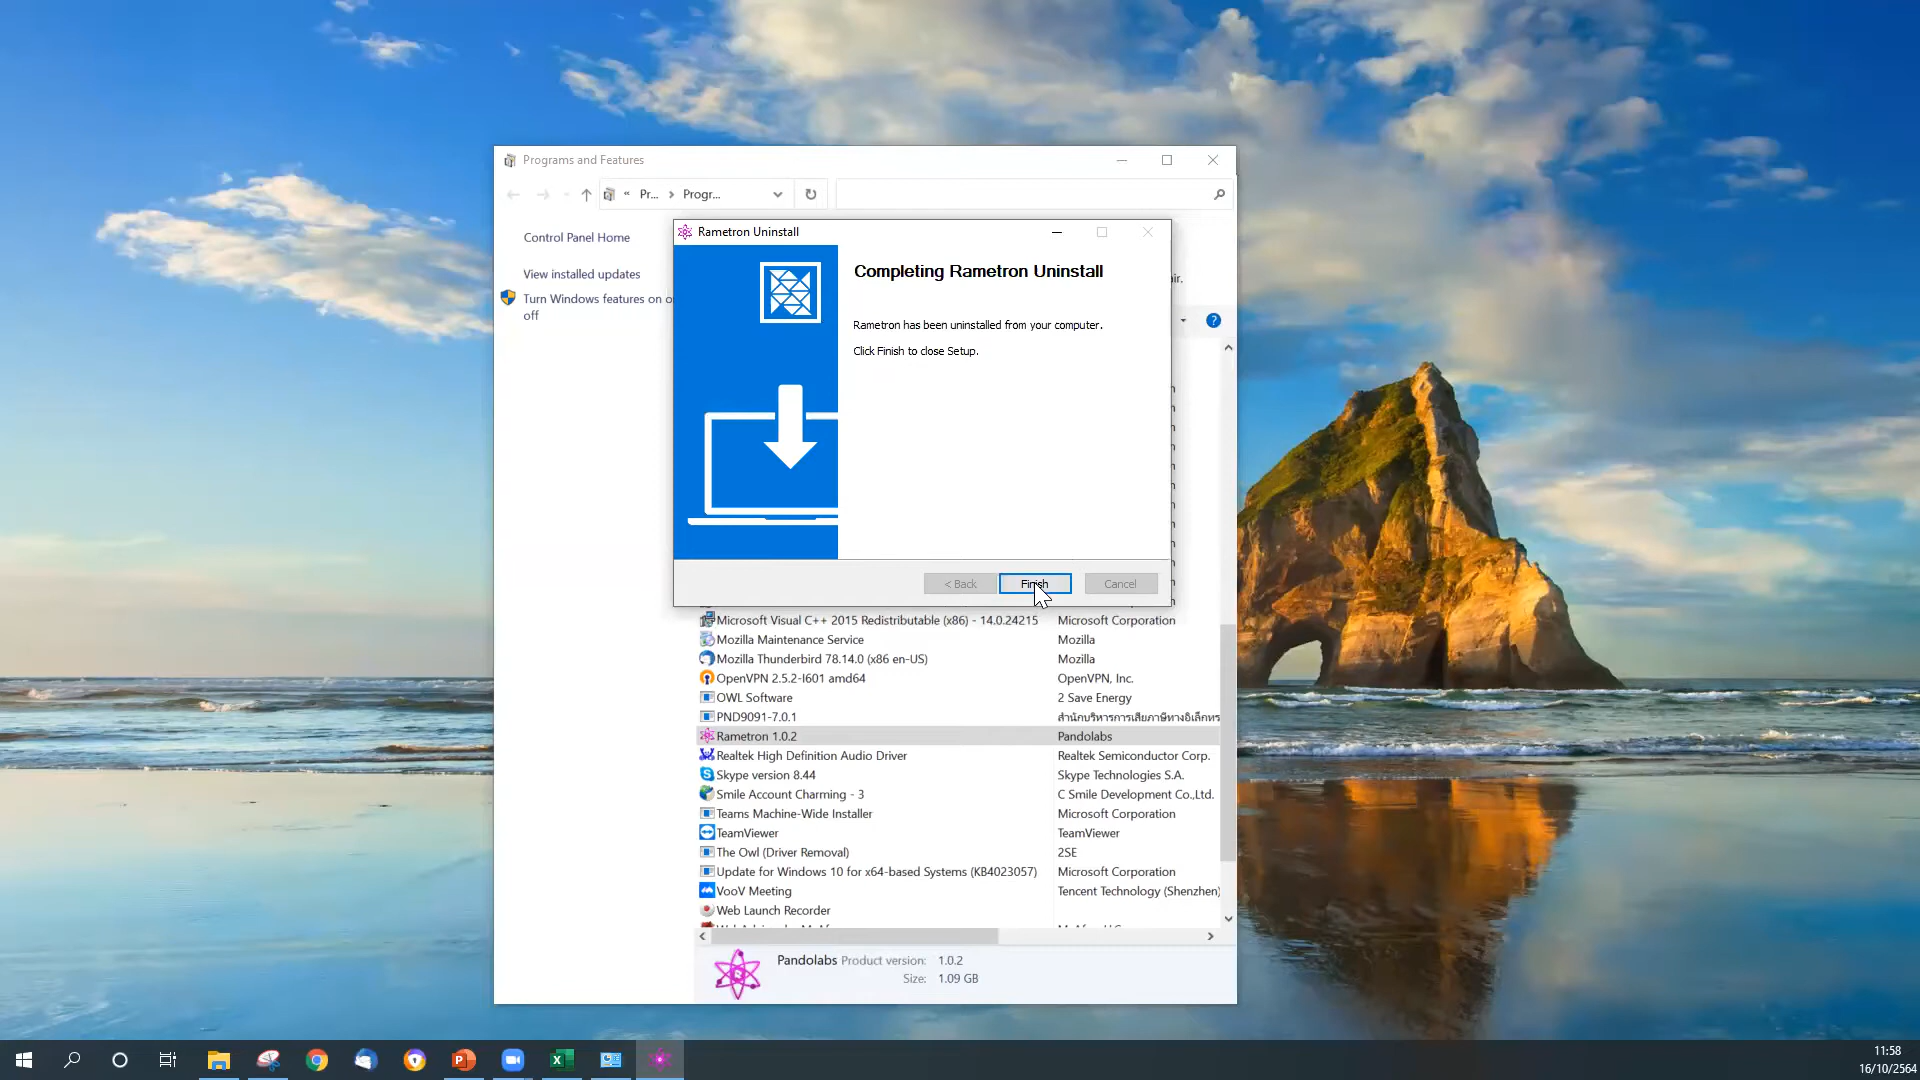 Programs and Features
« Pr... > Progr...
Control Panel Home
View installed updates
Turn Windows features on o
off
Rametron Uninstall
Completing Rametron Uninstall
Rametron has been uninstalled from your computer.
Click Finish to close Setup.
< Back
Finish
Cancel
Microsoft Visual C++ 2015 Redistributable (x86) - 14.0.24215 Microsoft Corporation
Mozilla Maintenance Service Mozilla
Mozilla Thunderbird 78.14.0 (x86 en-US) Mozilla
OpenVPN 2.5.2-I601 amd64 OpenVPN, Inc.
OWL Software 2 Save Energy
PND9091-7.0.1 สำนักบริหารการเสียภาษีทางอิเล็กทร
Rametron 1.0.2 Pandolabs
Realtek High Definition Audio Driver Realtek Semiconductor Corp.
Skype version 8.44 Skype Technologies S.A.
Smile Account Charming - 3 C Smile Development Co.,Ltd.
Teams Machine-Wide Installer Microsoft Corporation
TeamViewer TeamViewer
The Owl (Driver Removal) 2SE
Update for Windows 10 for x64-based Systems (KB4023057) Microsoft Corporation
VooV Meeting Tencent Technology (Shenzhen)
Web Launch Recorder
Pandolabs Product version: 1.0.2
Size: 1.09 GB
11:58
16/10/2564